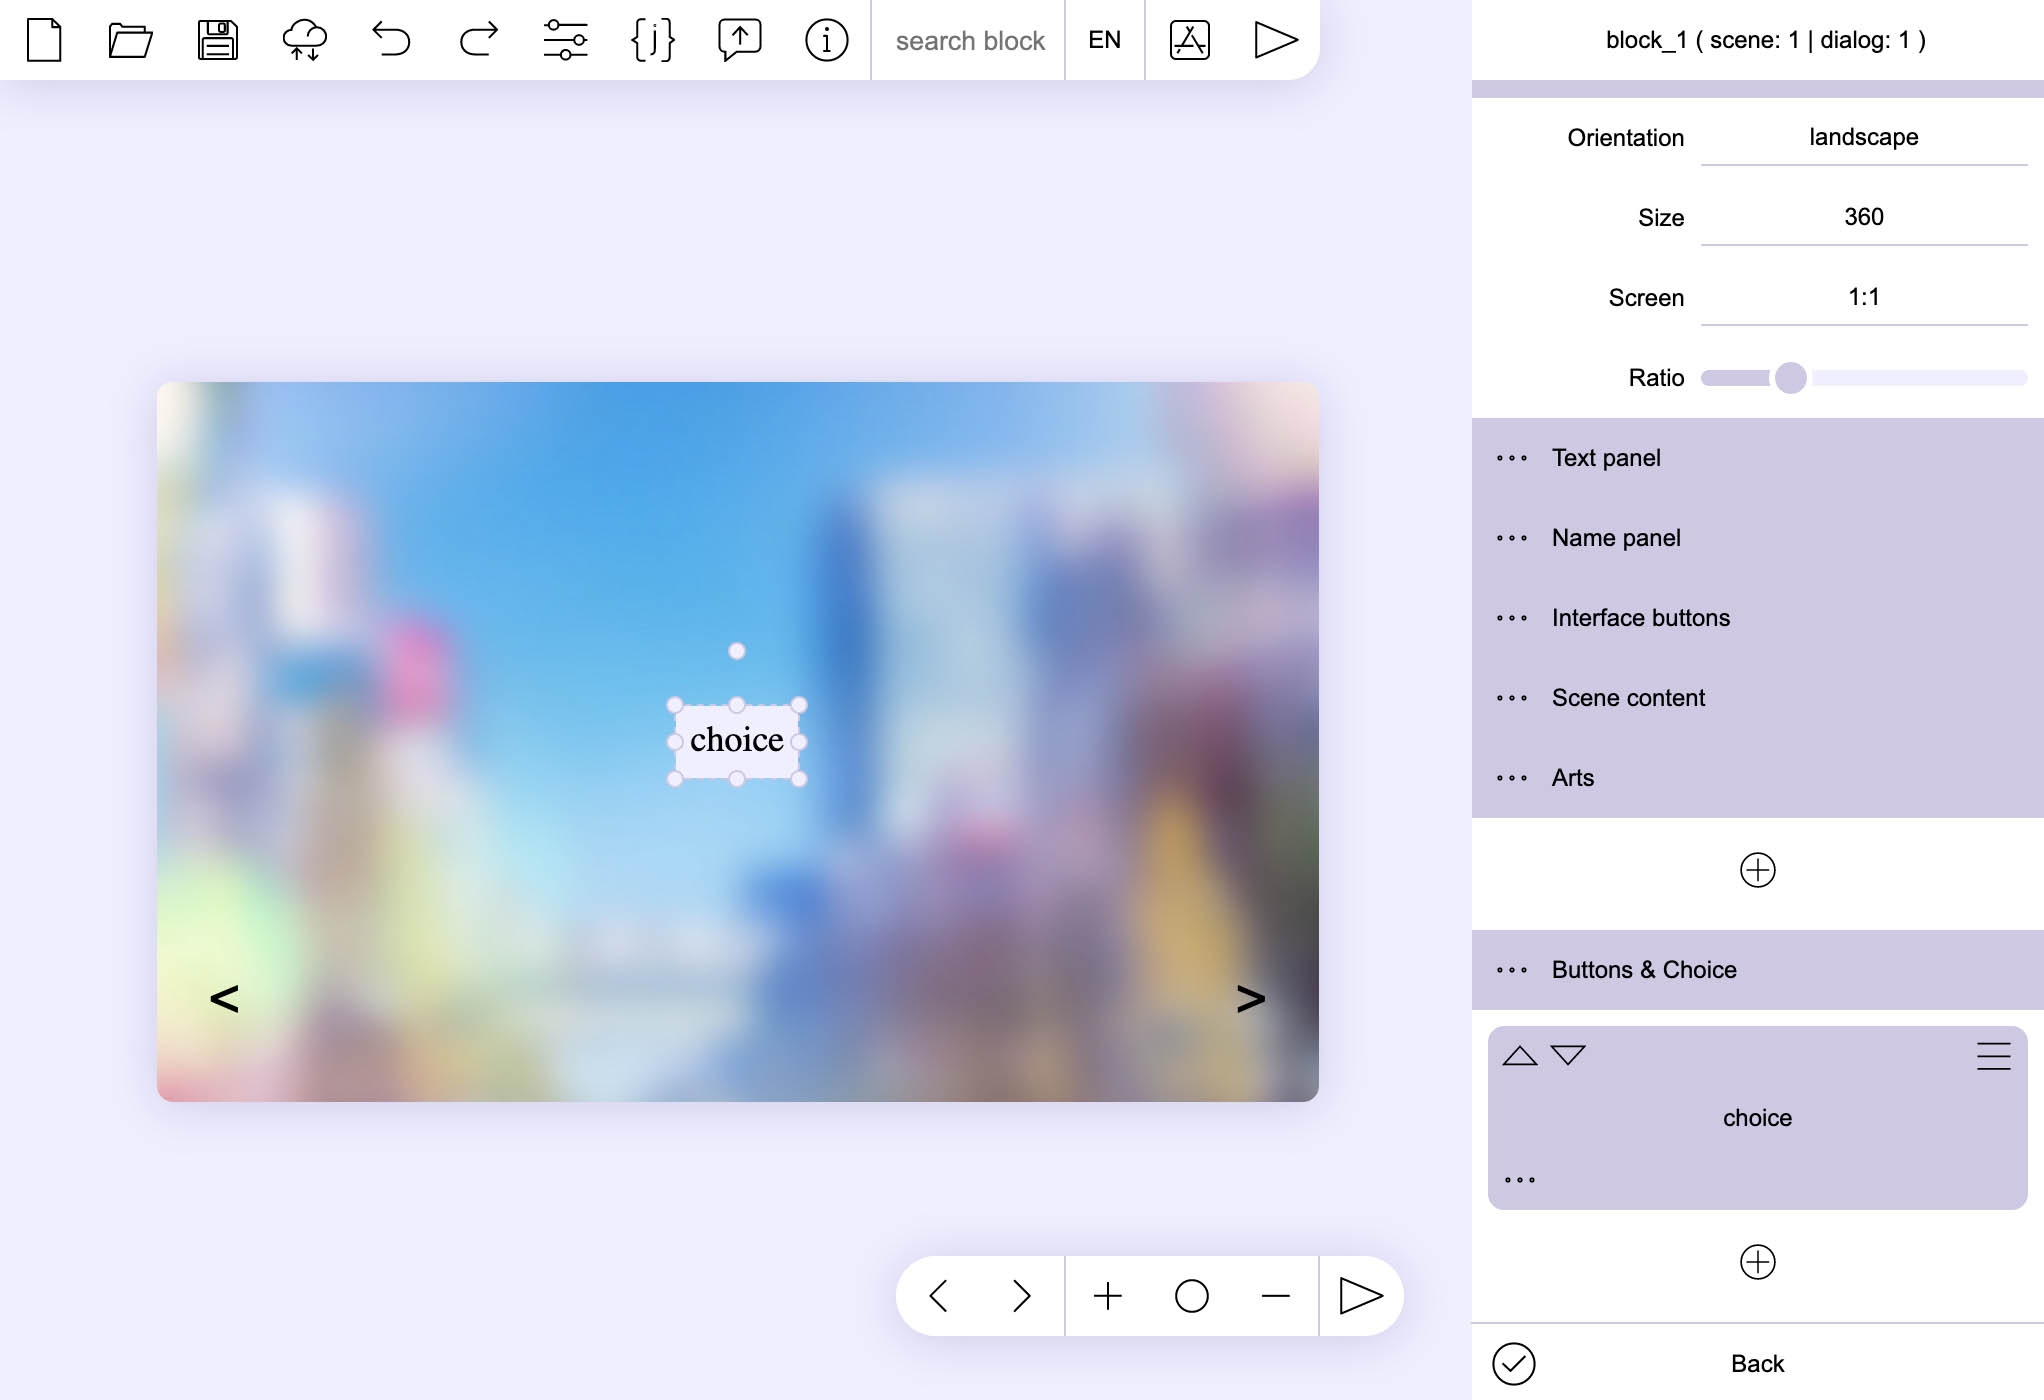 search block
EN
block_1 ( scene: 1 | dialog: 1 )
Orientation landscape
Size 360
Screen 1:1
Ratio
Text panel
Name panel
Interface buttons
Scene content
Arts
Buttons & Choice
choice
Back
choice
< >
{j}